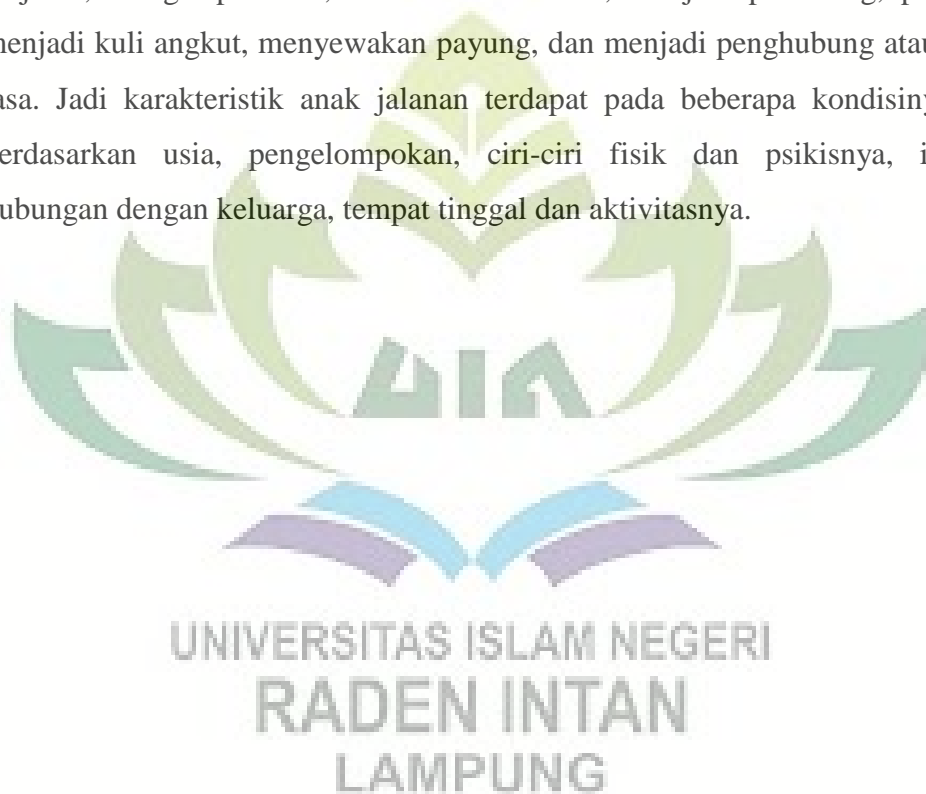 menjadi kuli angkut, menyewakan payung, dan menjadi penghubung atau
asa. Jadi karakteristik anak jalanan terdapat pada beberapa
erdasarkan usia, pengelompokan, ciri-ciri fisik dan psikisnya,
ubungan dengan keluarga, tempat tinggal dan aktivitasnya.
UIN
UNIVERSITAS ISLAM NEGERI
RADEN INTAN
LAMPUNG